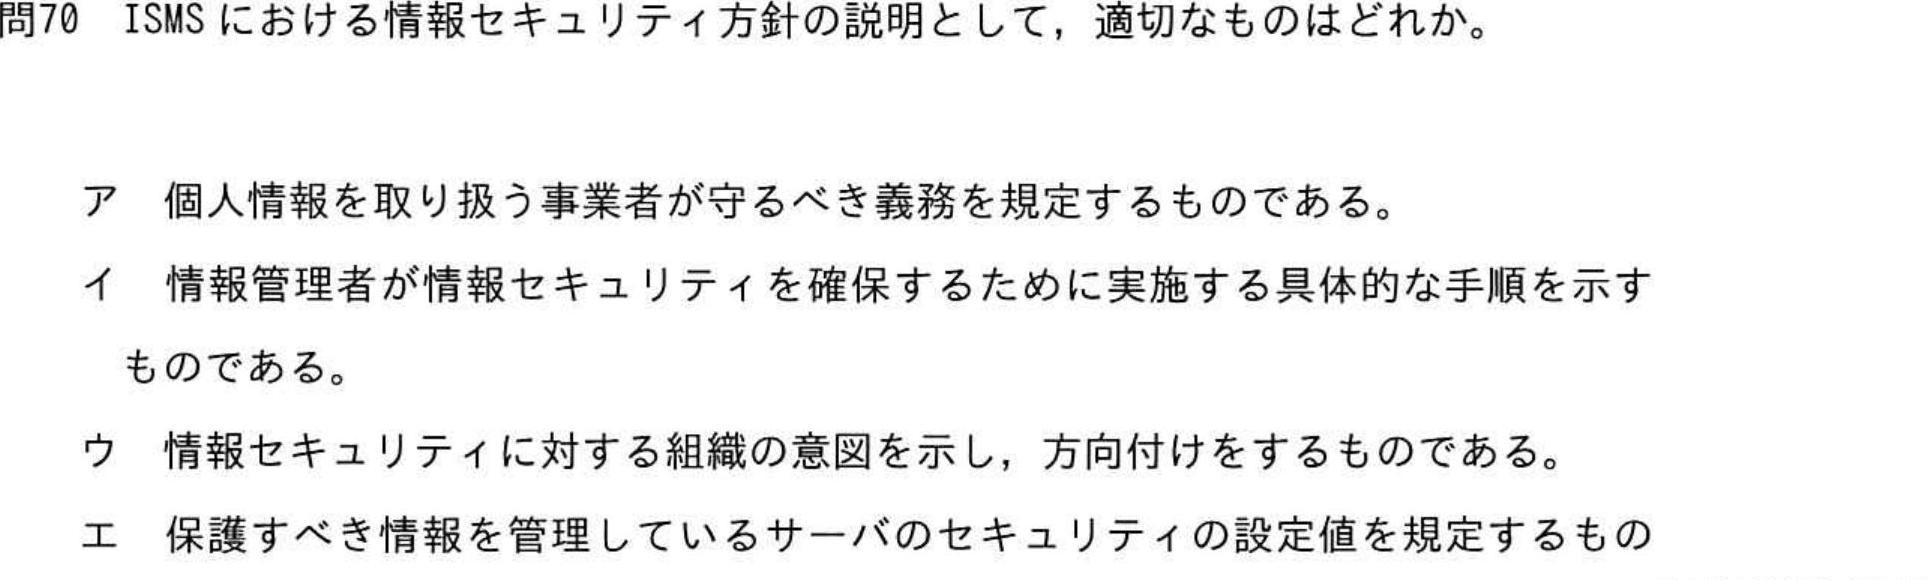 問70 ISMSにおける情報セキュリティ方針の説明として，適切なものはどれか。
ア 個人情報を取り扱う事業者が守るべき義務を規定するものである。
イ 情報管理者が情報セキュリティを確保するために実施する具体的な手順を示す
ものである。
ウ 情報セキュリティに対する組織の意図を示し，方向付けをするものである。
エ 保護すべき情報を管理しているサーバのセキュリティの設定値を規定するもの